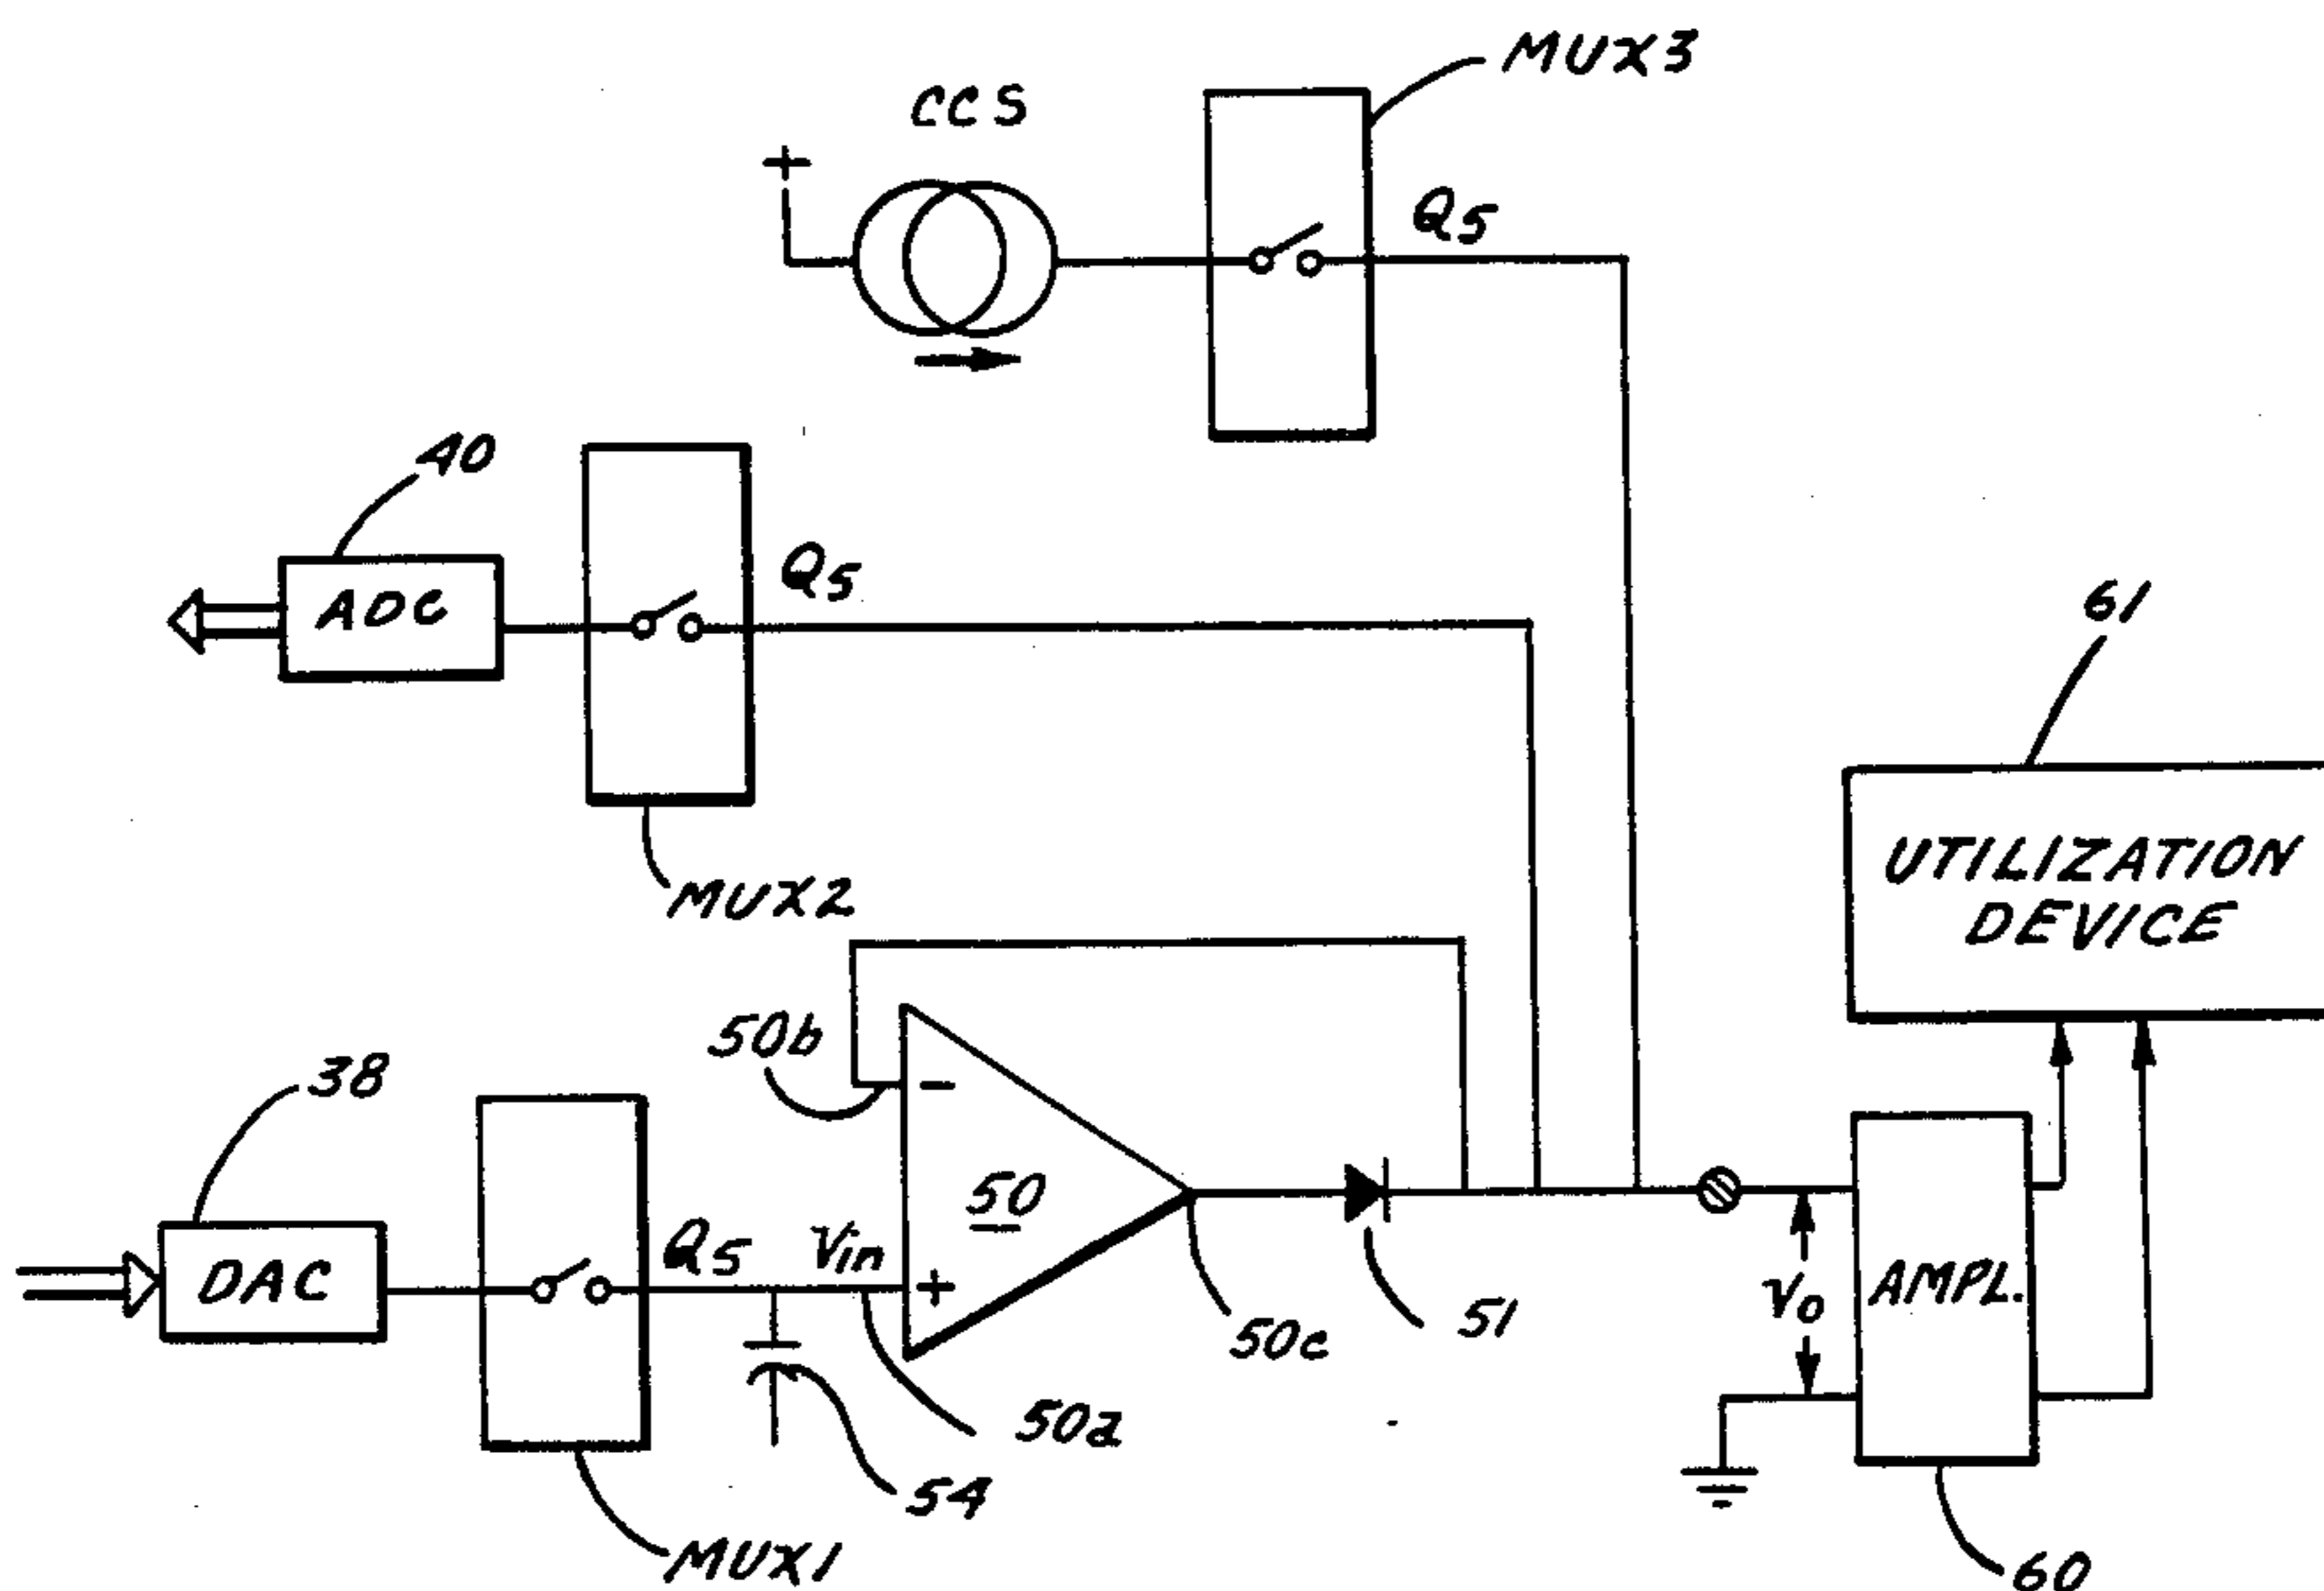 MUX3
CCS
+
Q5
40
ADC
Q5
61
MUX2
UTILIZATION
DEVICE
50b
-
38
50
51
DAC
Q5
Vin
+
50c
Vo
AMPL.
50a
54
MUX1
60